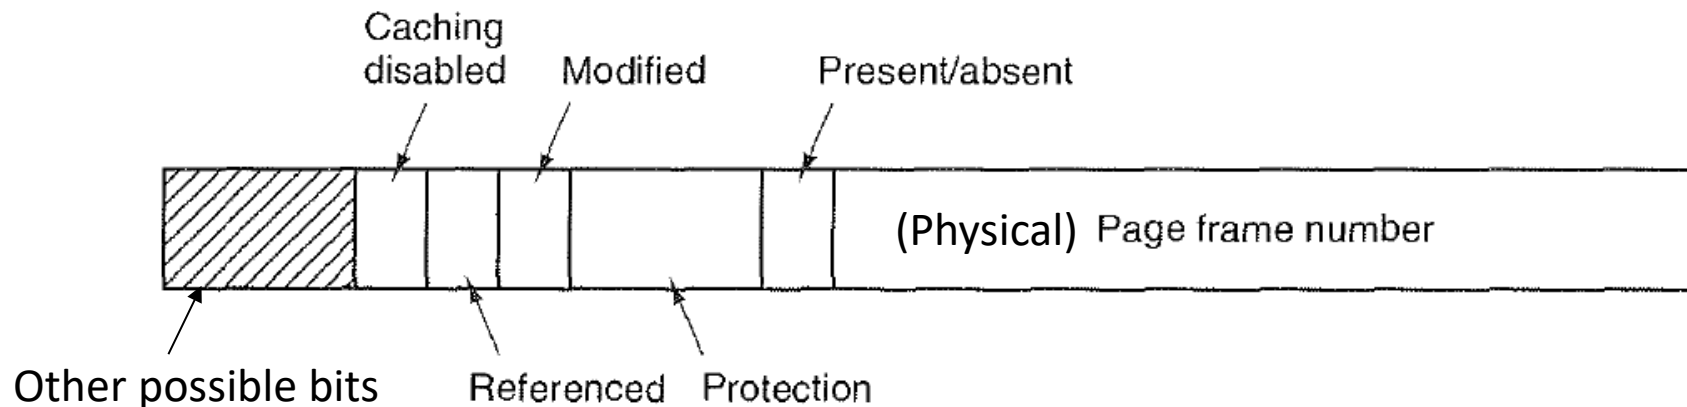 Caching
disabled
Modified
Present/absent
(Physical) Page frame number
Other possible bits
Referenced
Protection